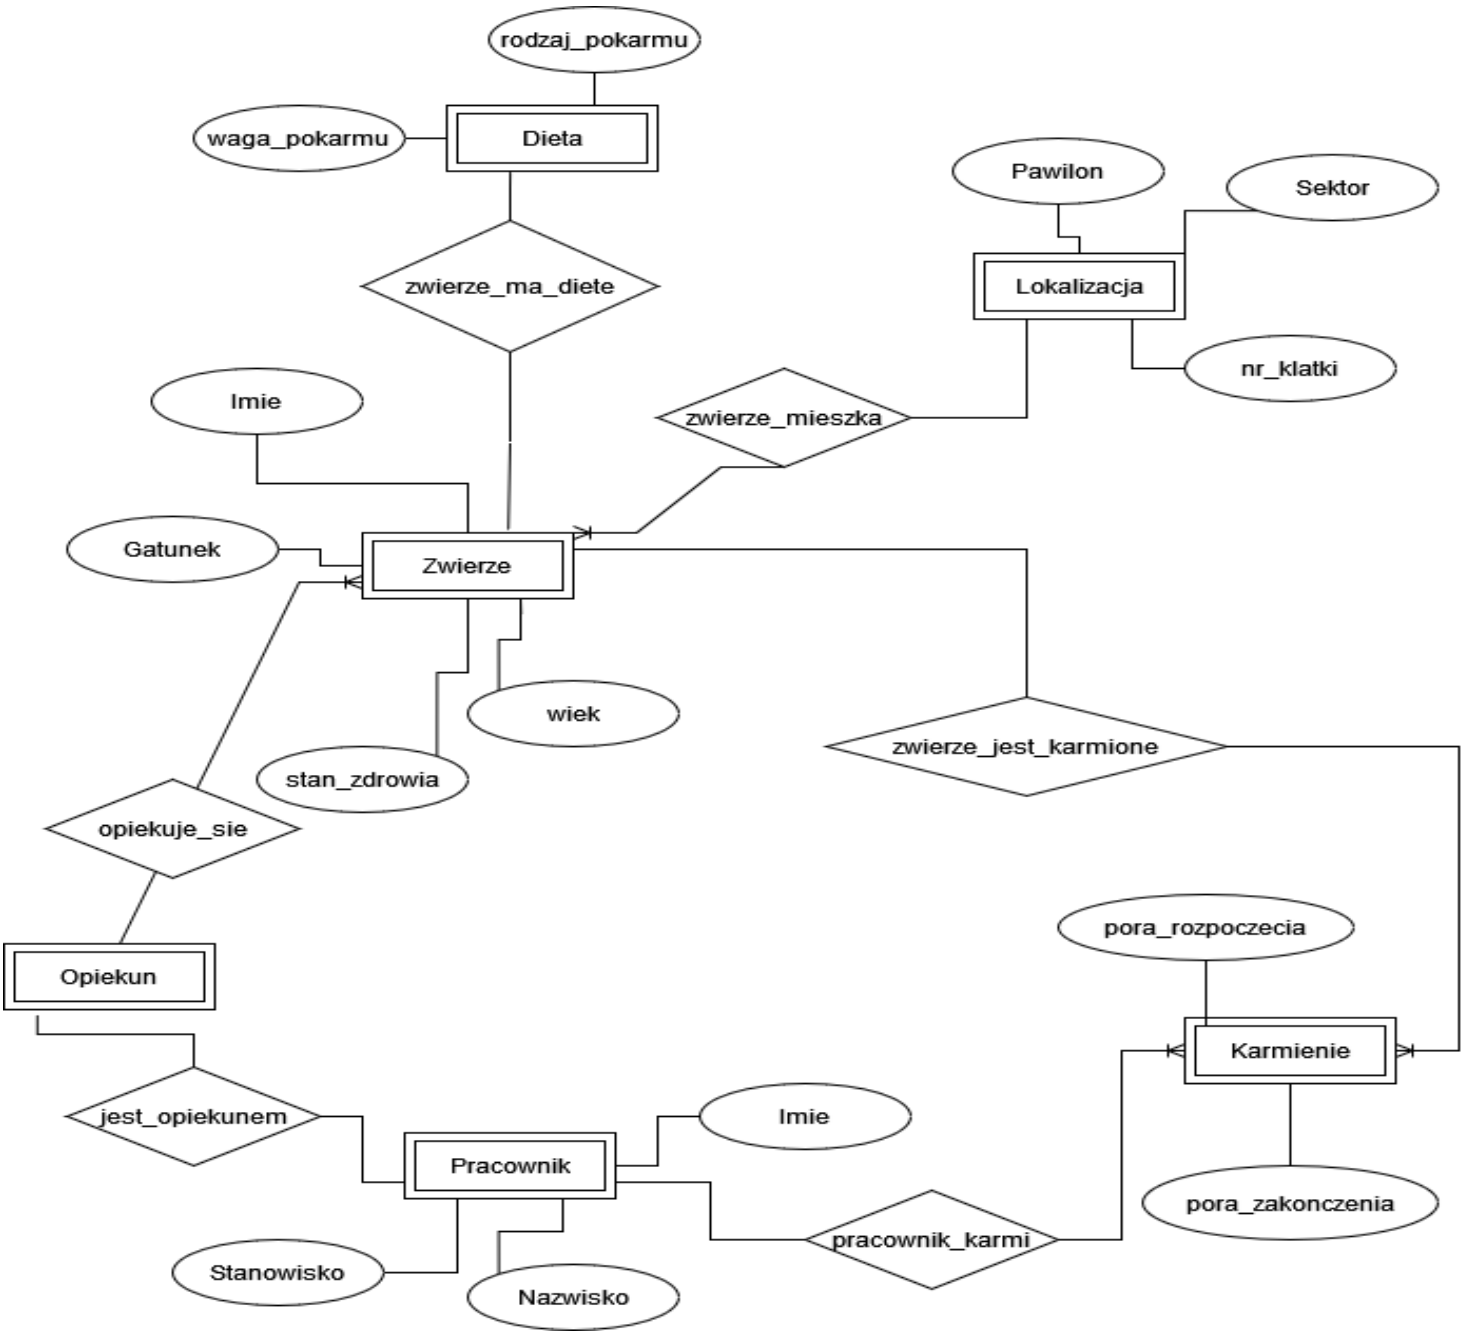 rodzaj_pokarmu
waga_pokarmu
Dieta
Pawilon
Sektor
zwierze_ma_diete
Lokalizacja
nr_klatki
Imie
zwierze_mieszka
Gatunek
Zwierze
wiek
zwierze_jest_karmione
stan_zdrowia
opiekuje_sie
pora_rozpoczecia
Opiekun
Karmienie
jest_opiekunem
Imie
Pracownik
pora_zakonczenia
pracownik_karmi
Stanowisko
Nazwisko